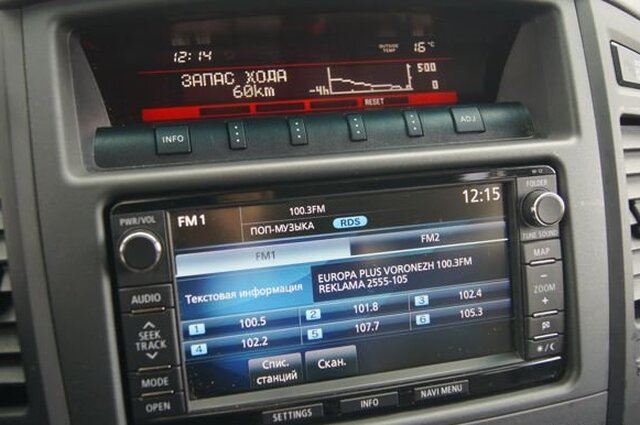 12:14
OUTSIDE TEMP 16°C
ЗАПАС ХОДА
60km
-4h
500
0
RESET
INFO
ADJ
PWR/VOL
FM1
100.3FM
12:15
ПОП-МУЗЫКА RDS
FOLDER
TUNE SOUND
FM1 FM2
Текстовая информация
EUROPA PLUS VORONEZH 100.3FM
REKLAMA 2555-105
1 100.5 2 101.8 3 102.4
4 102.2 5 107.7 6 105.3
Спис. станций
Скан.
AUDIO
SEEK
TRACK
MODE
OPEN
MAP
ZOOM
SETTINGS INFO NAVI MENU